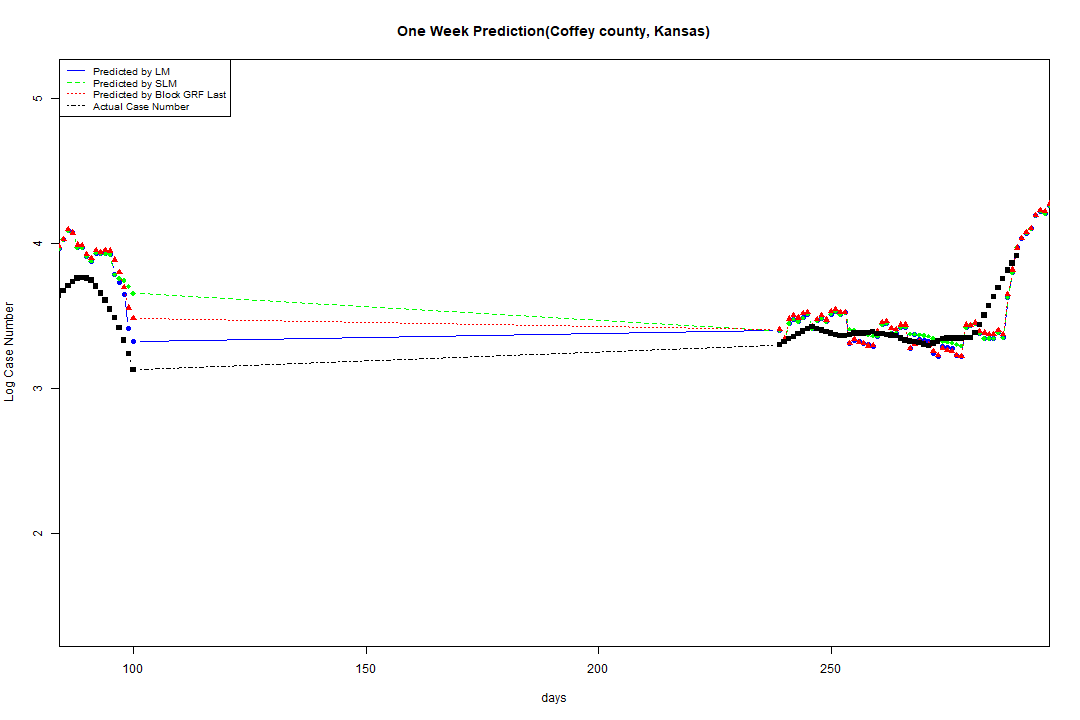 One Week Prediction(Coffey county, Kansas)
Predicted by LM
Predicted by SLM
Predicted by Block GRF Last
Actual Case Number
5
4
3
2
Log Case Number
100 150 200 250
days